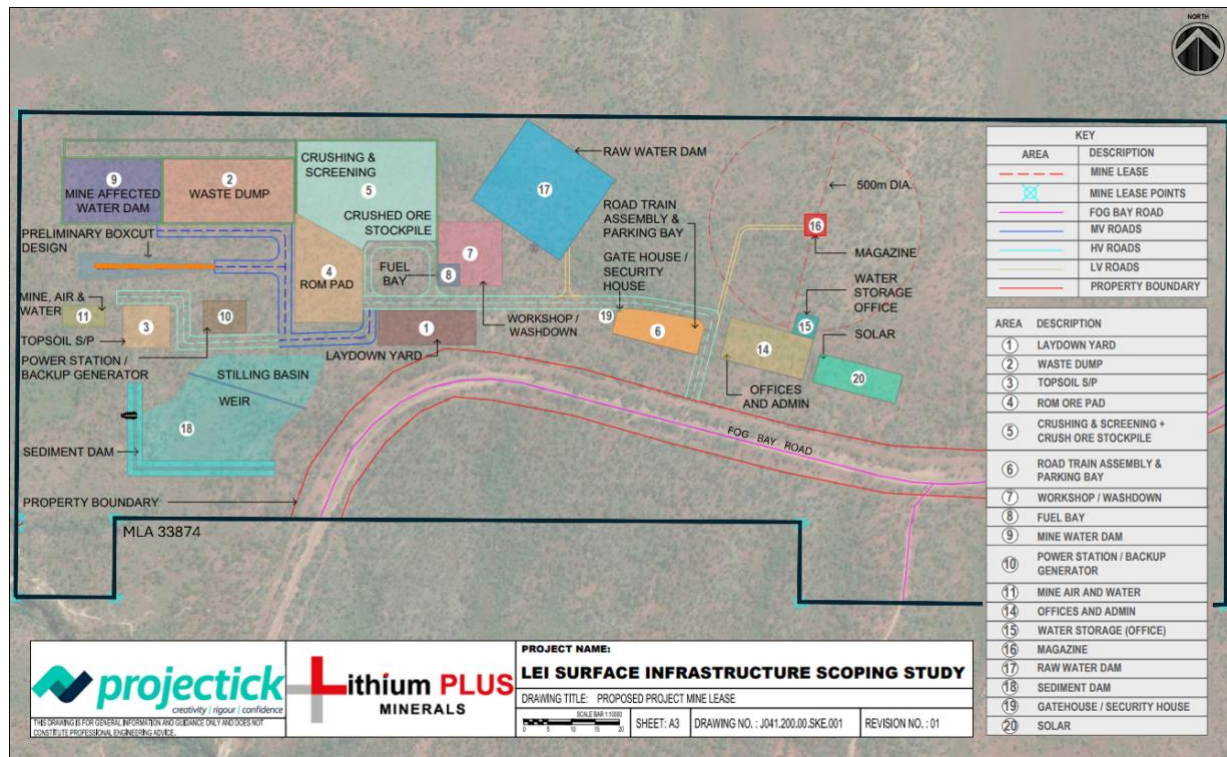 NORTH
CRUSHING &
SCREENING
5
CRUSHED ORE
STOCKPILE
9
MINE AFFECTED
WATER DAM
2
WASTE DUMP
RAW WATER DAM
17
500m DIA.
ROAD TRAIN
ASSEMBLY &
PARKING BAY
16
MAGAZINE
PRELIMINARY BOXCUT
DESIGN
4
ROM PAD
FUEL
BAY
8
7
GATE HOUSE /
SECURITY
HOUSE
WATER
STORAGE
OFFICE
MINE, AIR &
WATER
11
3
10
TOPSOIL S/P
POWER STATION /
BACKUP GENERATOR
1
LAYDOWN YARD
WORKSHOP
/ WASHDOWN
19
6
15
SOLAR
14
20
OFFICES
AND ADMIN
STILLING BASIN
WEIR
18
SEDIMENT DAM
FOG BAY ROAD
PROPERTY BOUNDARY
MLA 33874
KEY
AREA DESCRIPTION
MINE LEASE
MINE LEASE POINTS
FOG BAY ROAD
MV ROADS
HV ROADS
LV ROADS
PROPERTY BOUNDARY
AREA DESCRIPTION
1 LAYDOWN YARD
2 WASTE DUMP
3 TOPSOIL S/P
4 ROM ORE PAD
5 CRUSHING & SCREENING +
CRUSH ORE STOCKPILE
6 ROAD TRAIN ASSEMBLY &
PARKING BAY
7 WORKSHOP / WASHDOWN
8 FUEL BAY
9 MINE WATER DAM
10 POWER STATION / BACKUP
GENERATOR
11 MINE AIR AND WATER
14 OFFICES AND ADMIN
15 WATER STORAGE (OFFICE)
16 MAGAZINE
17 RAW WATER DAM
18 SEDIMENT DAM
19 GATEHOUSE / SECURITY HOUSE
20 SOLAR
projectick
creativity / rigour / confidence
THIS DRAWING IS FOR GENERAL INFORMATION AND GUIDANCE ONLY AND DOES NOT
CONSTITUTE PROFESSIONAL ENGINEERING ADVICE.
Lithium PLUS
MINERALS
PROJECT NAME:
LEI SURFACE INFRASTRUCTURE SCOPING STUDY
DRAWING TITLE: PROPOSED PROJECT MINE LEASE
SCALE BAR 1:1000
0 5 10 15 20
SHEET: A3
DRAWING NO. : J041.200.00.SKE.001
REVISION NO. : 01